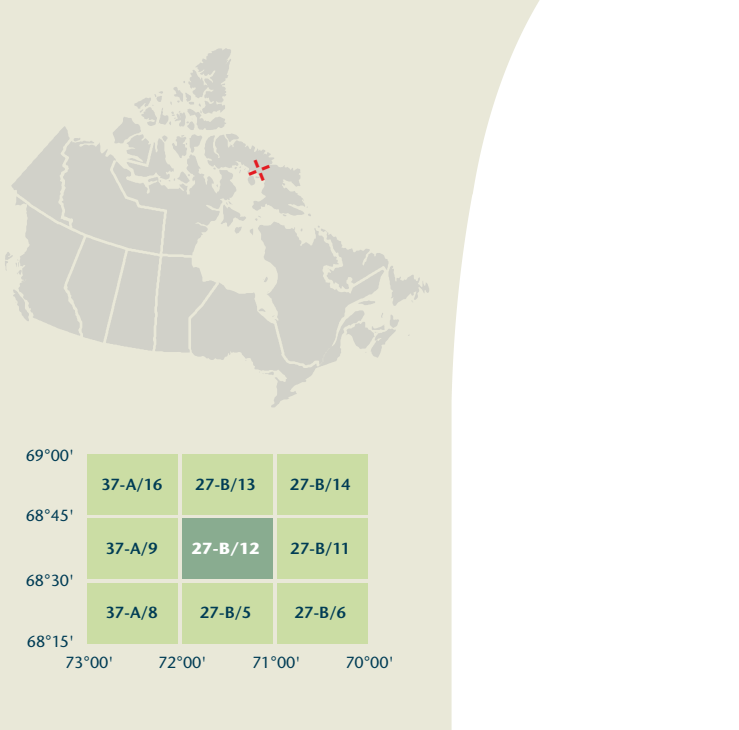 69°00'
37-A/16 27-B/13 27-B/14
68°45'
37-A/9 27-B/12 27-B/11
68°30'
37-A/8 27-B/5 27-B/6
68°15'
73°00' 72°00' 71°00' 70°00'